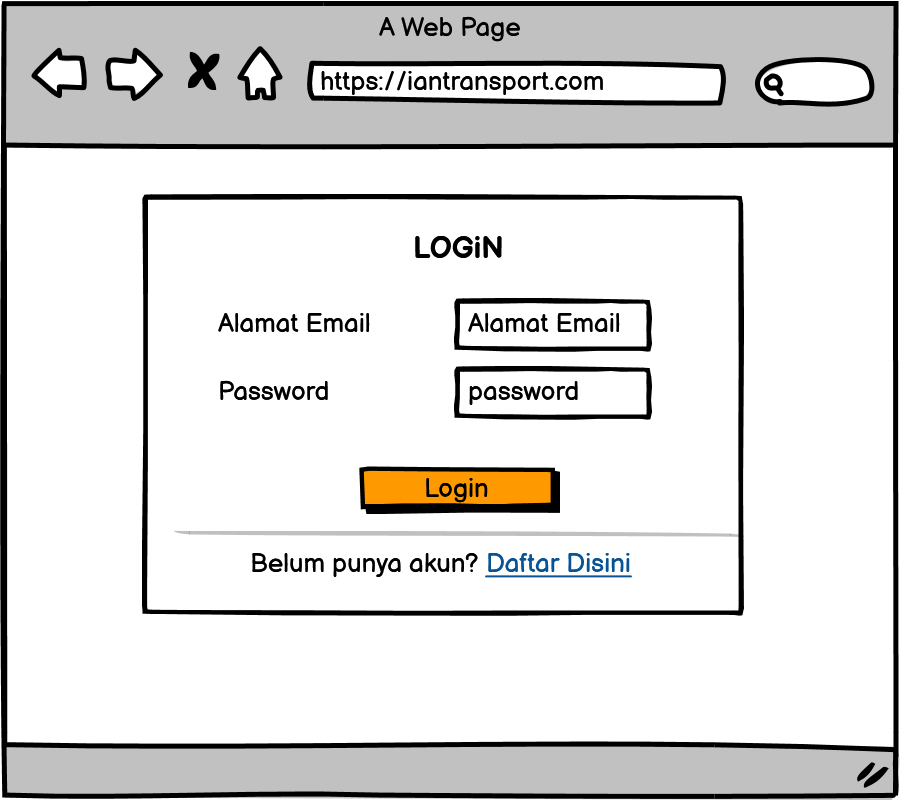 A Web Page
https://iantransport.com
LOGiN
Alamat Email Alamat Email
Password password
Login
Belum punya akun? Daftar Disini